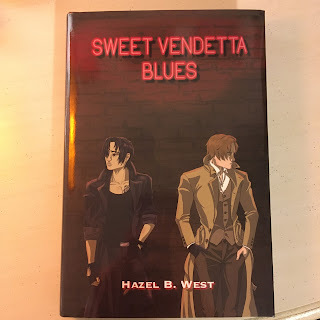 SWEET VENDETTA
BLUES
HAZEL B. WEST